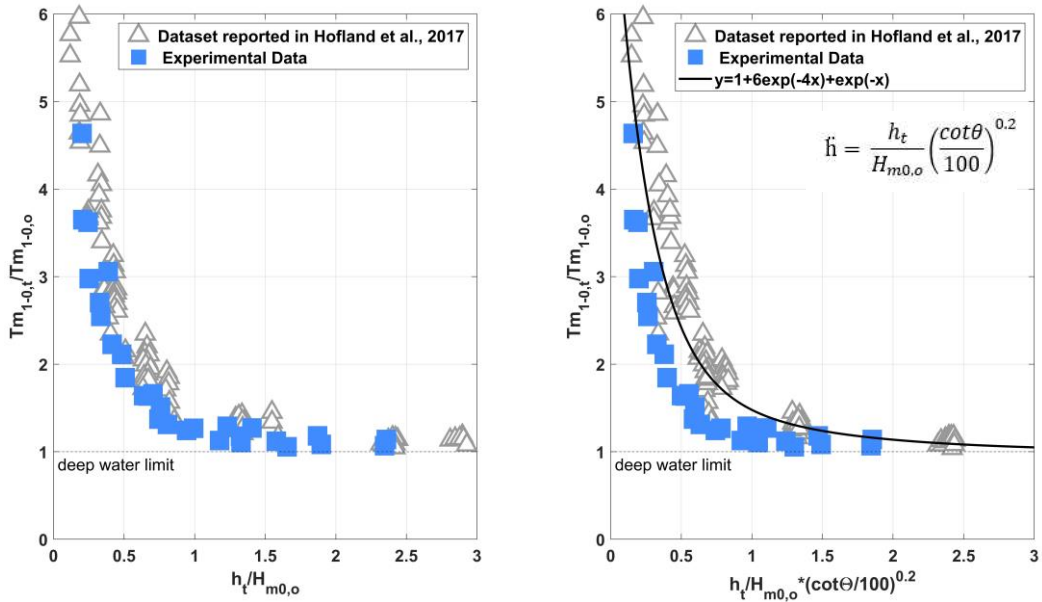 6
5
4
3
2
1
0
Tm1-0,t/Tm1-0,o
Dataset reported in Hofland et al., 2017
Experimental Data
deep water limit
0 0.5 1 1.5 2 2.5 3
ht/Hm0,o
6
5
4
3
2
1
0
Tm1-0,t/Tm1-0,o
Dataset reported in Hofland et al., 2017
Experimental Data
y=1+6exp(-4x)+exp(-x)
ḧ = ht/Hm0,o (cotθ/100)^0.2
deep water limit
0 0.5 1 1.5 2 2.5 3
ht/Hm0,o*(cotΘ/100)^0.2